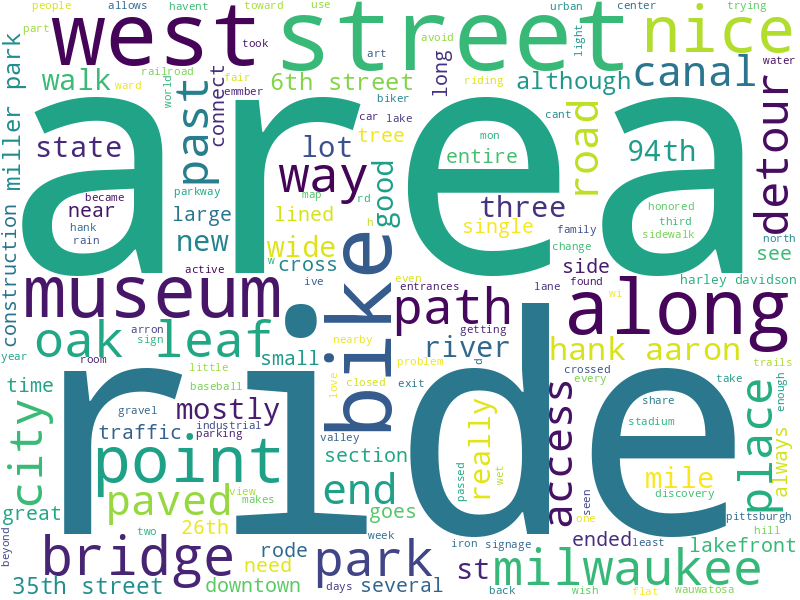 people
allows
havent
toward
use
urban
center
trying
part
west
took
street
art
avoid
light
nice
water
construction miller park
walk
railroad
world
past
connect
ward
fair
emmber
6th street
riding
long
although
canal
biker
car
lake
cant
tree
mon
area
state
lot
way
entire
road
94th
detour
became
near
hank
rain
parkway
large
new
map
rd
lined
wide
good
h
three
single
family
honored
third
sidewalk
change
north
see
w
cross
active
ive
even
entrances
side
found
lane
harley davidson
museum
bike
path
along
wi
oak leaf
arron
sign
year
room
small
nearby
river
getting
d
hank aaron
crossed
trails
time
little
baseball
love
closed
problem
exit
every
take
enough
city
gravel
mostly
industrial
traffic
parking
valley
ride
really
access
share
stadium
place
always
point
section
passed
wet
mile
discovery
great
paved
view
makes
end
goes
seen
one
pittsburgh
hill
beyond
two
26th
week
iron
signage
ended
least
lakefront
bridge
rode
park
35th street
downtown
need
days
several
st
back
milwaukee
wish
flat
wauwatosa